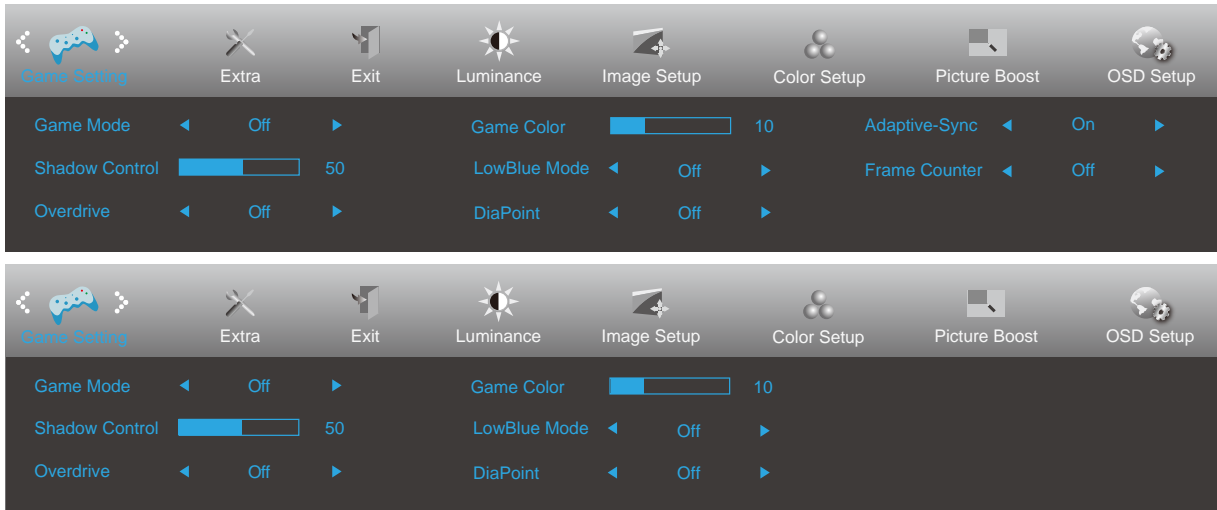 Game Setting Extra Exit Luminance Image Setup Color Setup Picture Boost OSD Setup
Game Mode Off Game Color 10 Adaptive-Sync On
Shadow Control 50 LowBlue Mode Off Frame Counter Off
Overdrive Off DiaPoint Off
Game Setting Extra Exit Luminance Image Setup Color Setup Picture Boost OSD Setup
Game Mode Off Game Color 10
Shadow Control 50 LowBlue Mode Off
Overdrive Off DiaPoint Off